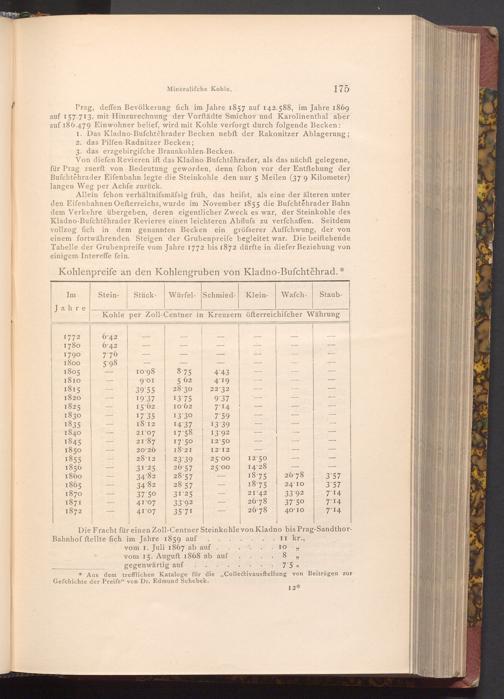 Mineralische Kohle. 175
Prag, dessen Bevölkerung sich im Jahre 1857 auf 142.588, im Jahre 1869
auf 157.713, mit Hinzurechnung der Vorstädte Smichov und Karolinenthal aber
auf 186.479 Einwohner belief, wird mit Kohle versorgt durch folgende Becken:
1. Das Kladno-Buschtěhrader Becken nebst der Rakonitzer Ablagerung;
2. das Pilsen-Radnitzer Becken;
3. das erzgebirgische Braunkohlen-Becken.
Von diesen Revieren ist das Kladno-Buschtěhrader, als das nächst gelegene,
für Prag zuerst von Bedeutung geworden, denn schon vor der Entstehung der
Buschtěhrader Eisenbahn legte die Steinkohle den nur 5 Meilen (37·9 Kilometer)
langen Weg per Achse zurück.
Allein schon verhältnissmässig früh, das heisst, als eine der älteren unter
den Eisenbahnen Oesterreichs, wurde im November 1855 die Buschtěhrader Bahn
dem Verkehre übergeben, deren eigentlicher Zweck es war, der Steinkohle des
Kladno-Buschtěhrader Revieres einen leichteren Abfluss zu verschaffen. Seitdem
vollzog sich in dem genannten Becken ein grösserer Aufschwung, der von
einem fortwährenden Steigen der Grubenpreise begleitet war. Die beistehende
Tabelle der Grubenpreise vom Jahre 1772 bis 1872 dürfte in dieser Beziehung von
einigem Interesse sein.
Kohlenpreise an den Kohlengruben von Kladno-Buschtěhrad.*
Im Jahre Stein- Stück- Würfel- Schmied- Klein- Wasch- Staub-
Kohle per Zoll-Centner in Kreuzern österreichischer Währung
1772 6·42 — — — — — —
1780 6·42 — — — — — —
1790 7·76 — — — — — —
1800 5·98 — — — — — —
1805 — 10·98 8·75 4·43 — — —
1810 — 9·01 5·62 4·19 — — —
1815 — 39·55 28·30 22·32 — — —
1820 — 19·37 13·75 9·37 — — —
1825 — 15·62 10·62 7·14 — — —
1830 — 17·35 13·30 7·59 — — —
1835 — 18·12 14·37 13·39 — — —
1840 — 21·07 17·58 13·92 — — —
1845 — 21·87 17·50 12·50 — — —
1850 — 20·26 18·21 12·12 — — —
1855 — 28·12 23·39 25·00 12·50 — —
1856 — 31·25 26·57 25·00 14·28 — —
1860 — 34·82 28·57 — 18·75 26·78 3·57
1865 — 34·82 28·57 — 18·75 24·10 3·57
1870 — 37·50 31·25 — 21·42 33·92 7·14
1871 — 41·07 33·92 — 26·78 37·50 7·14
1872 — 41·07 35·71 — 26·78 40·10 7·14
Die Fracht für einen Zoll-Centner Steinkohle von Kladno bis Prag-Sandthor-
Bahnhof stellte sich im Jahre 1859 auf . . . . . . . 11 kr.,
vom 1. Juli 1867 ab auf . . . . . 10 „
vom 15. August 1868 ab auf . . . . 8 „
gegenwärtig auf . . . . . . . . 7·5 „
* Aus dem trefflichen Kataloge für die „Collectivausstellung von Beiträgen zur
Geschichte der Preise“ von Dr. Edmund Schebek.
12*